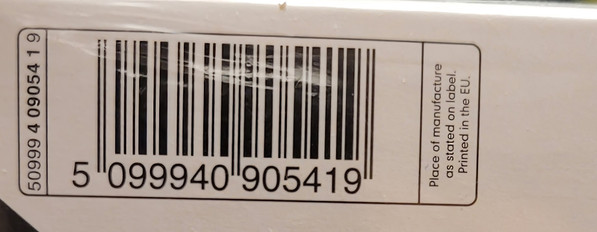 50999 4 09054 1 9
5 099940 905419
Place of manufacture
as stated on label.
Printed in the EU.